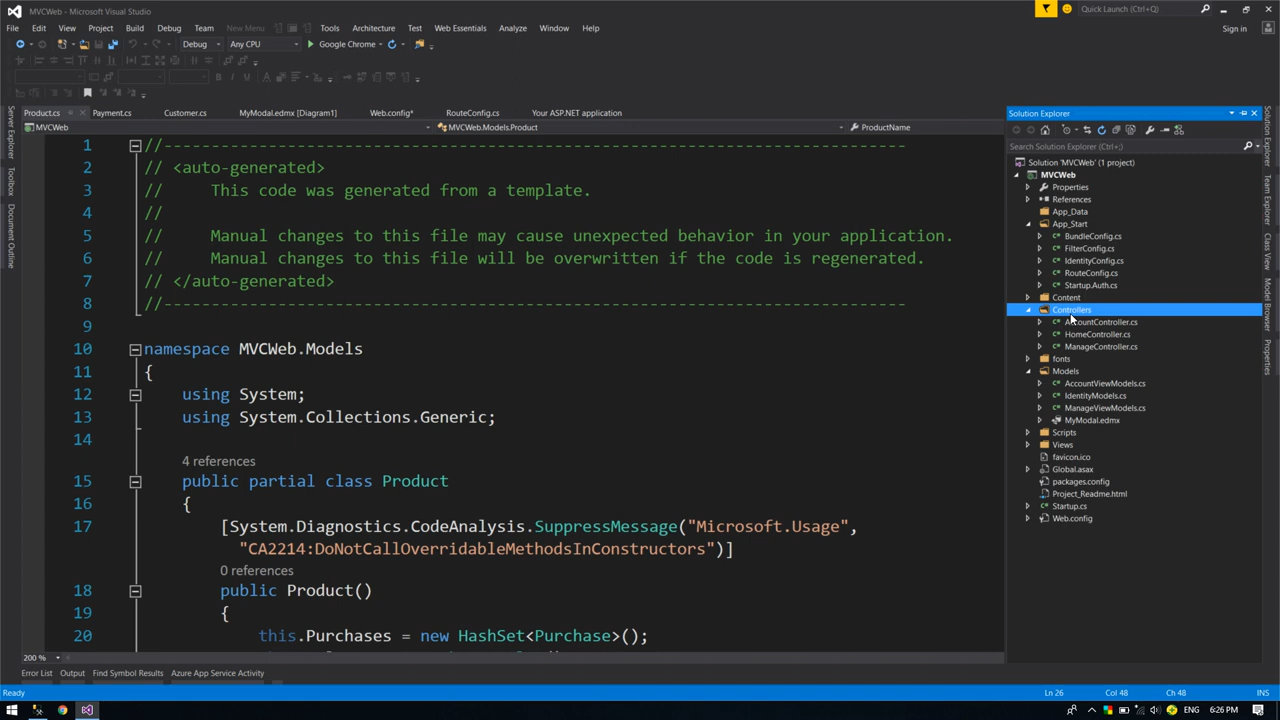 MVCWeb - Microsoft Visual Studio
Quick Launch (Ctrl+Q)
File Edit View Project Build Debug Team New Menu Tools Architecture Test Web Essentials Analyze Window Help
Sign in
Debug Any CPU Google Chrome
Product.cs Payment.cs Customer.cs MyModal.edmx [Diagram1] Web.config* RouteConfig.cs Your ASP.NET application
MVCWeb MVCWeb.Models.Product ProductName
Server Explorer
Toolbox
Document Outline
1 //---------------------------------------------------------------------------------
2 // <auto-generated>
3 // This code was generated from a template.
4 //
5 // Manual changes to this file may cause unexpected behavior in your application.
6 // Manual changes to this file will be overwritten if the code is regenerated.
7 // </auto-generated>
8 //---------------------------------------------------------------------------------
9
10 namespace MVCWeb.Models
11 {
12 using System;
13 using System.Collections.Generic;
14
4 references
15 public partial class Product
16 {
17 [System.Diagnostics.CodeAnalysis.SuppressMessage("Microsoft.Usage",
"CA2214:DoNotCallOverridableMethodsInConstructors")]
0 references
18 public Product()
19 {
20 this.Purchases = new HashSet<Purchase>();
200 %
Solution Explorer
Search Solution Explorer (Ctrl+;)
Solution 'MVCWeb' (1 project)
MVCWeb
Properties
References
App_Data
App_Start
BundleConfig.cs
FilterConfig.cs
IdentityConfig.cs
RouteConfig.cs
Startup.Auth.cs
Content
Controllers
AccountController.cs
HomeController.cs
ManageController.cs
fonts
Models
AccountViewModels.cs
IdentityModels.cs
ManageViewModels.cs
MyModal.edmx
Scripts
Views
favicon.ico
Global.asax
packages.config
Project_Readme.html
Startup.cs
Web.config
Solution Explorer
Team Explorer
Class View
Model Browser
Properties
Error List Output Find Symbol Results Azure App Service Activity
Ready Ln 26 Col 48 Ch 48 INS
ENG 6:26 PM